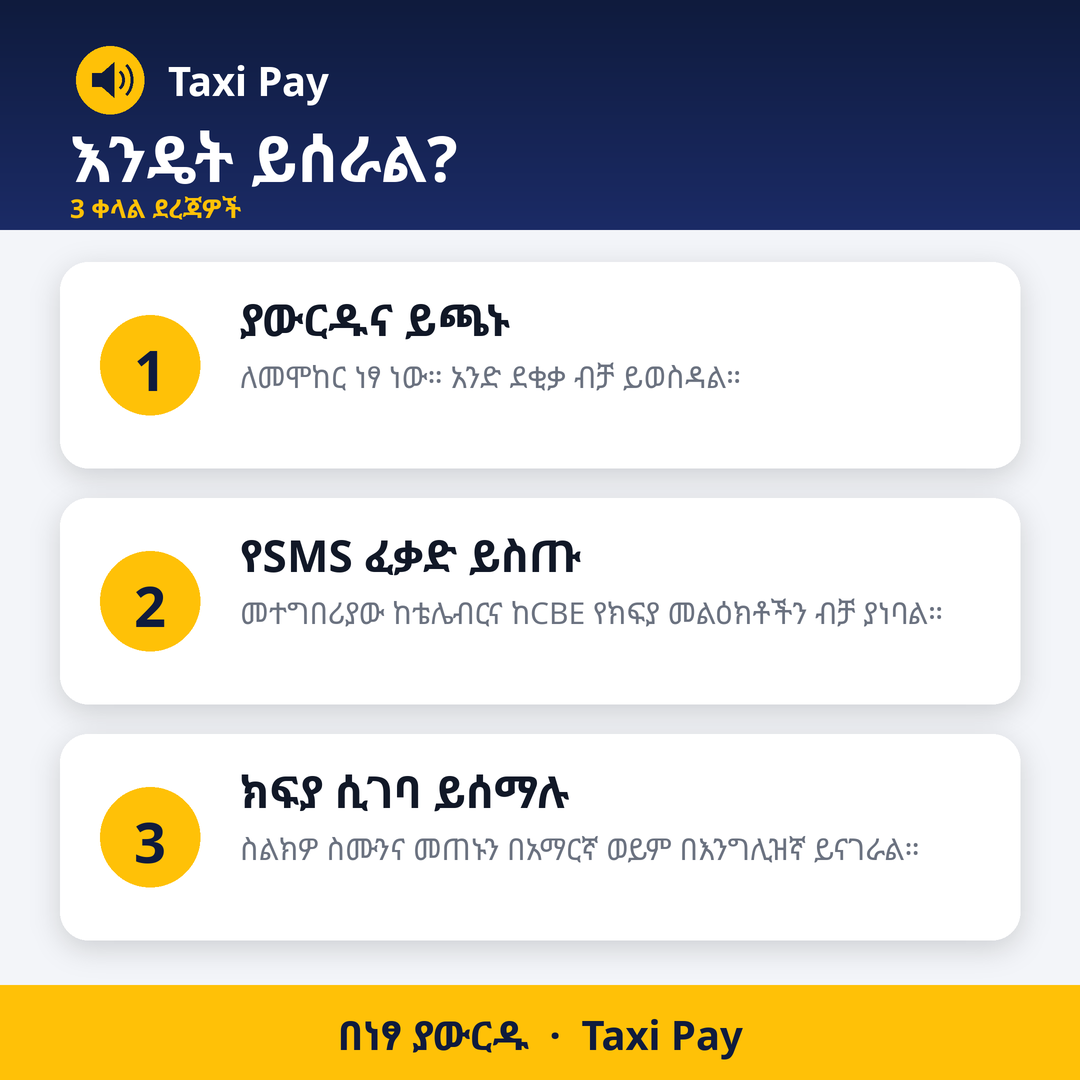 Taxi Pay
እንዴት ይሰራል?
3 ቀላል ደረጃዎች
1
ያውርዱና ይጫኑ
ለመሞከር ነፃ ነው። አንድ ደቂቃ ብቻ ይወስዳል።
2
የSMS ፈቃድ ይስጡ
መተግበሪያው ከቴሌብርና ከCBE የክፍያ መልዕክቶችን ብቻ ያነባል።
3
ክፍያ ሲገባ ይሰማሉ
ስልክዎ ስሙንና መጠኑን በአማርኛ ወይም በእንግሊዝኛ ይናገራል።
በነፃ ያውርዱ · Taxi Pay